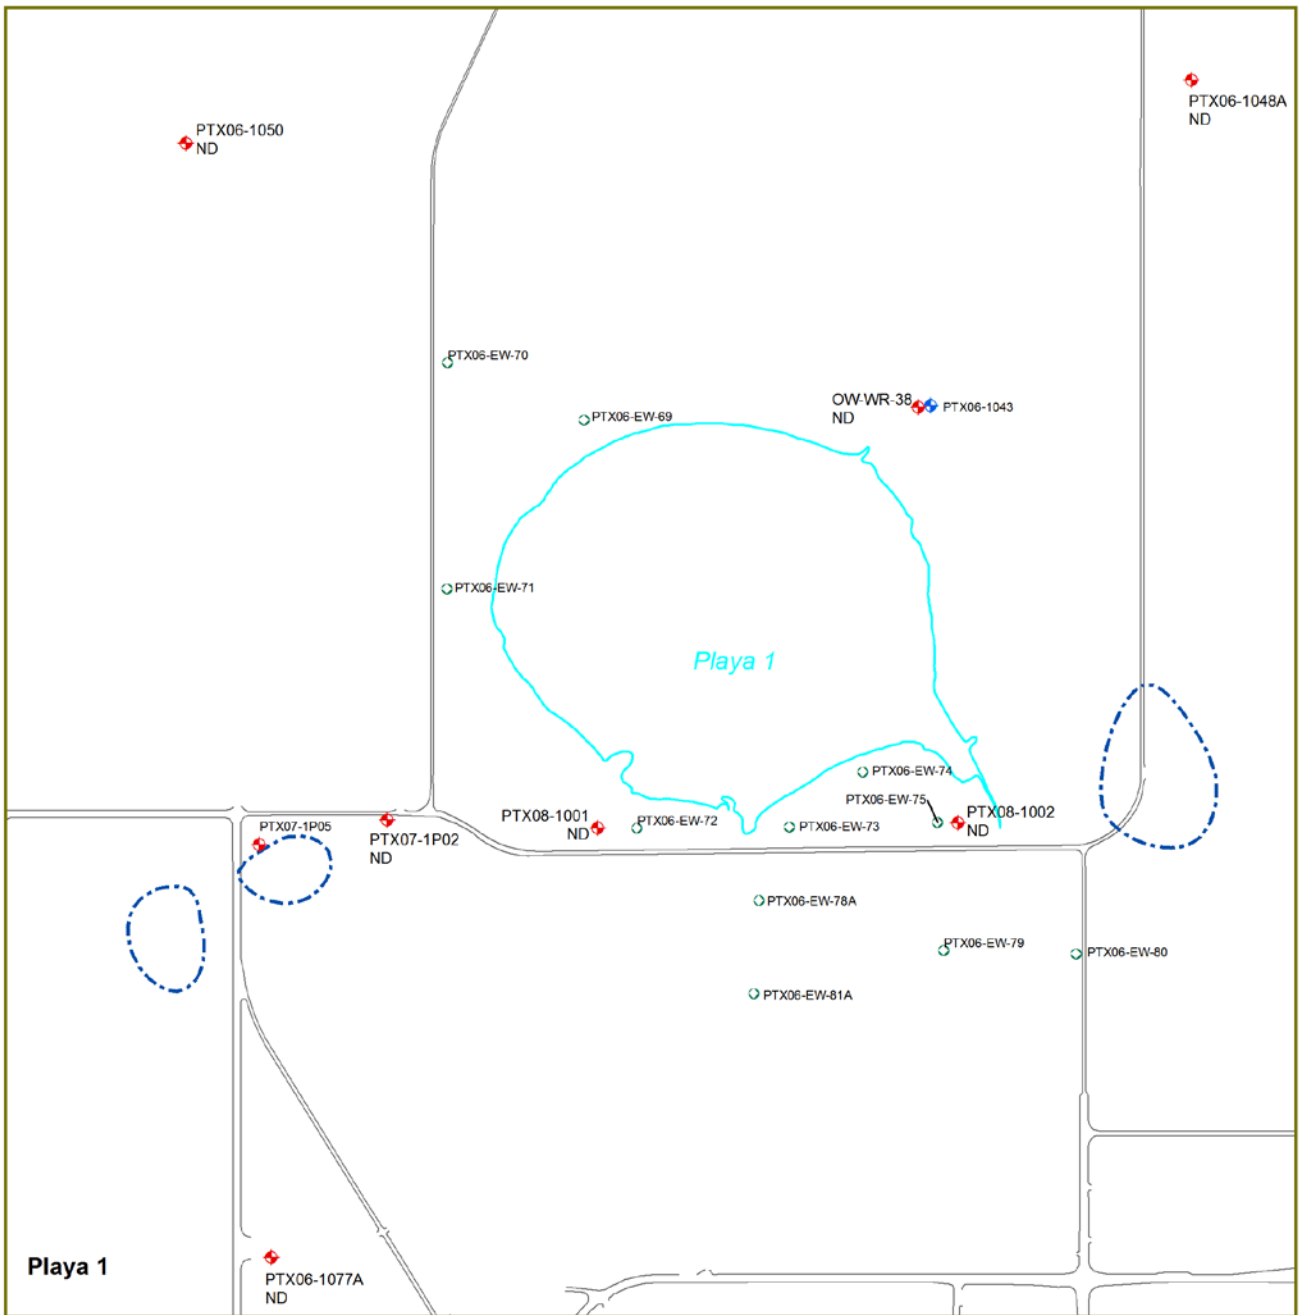 PTX06-1048A
ND
PTX06-1050
ND
PTX06-EW-70
OW-WR-38
ND
PTX06-1043
PTX06-EW-69
PTX06-EW-71
Playa 1
PTX06-EW-74
PTX06-EW-75
PTX08-1001
ND
PTX06-EW-72
PTX06-EW-73
PTX08-1002
ND
PTX07-1P05
PTX07-1P02
ND
PTX06-EW-78A
PTX06-EW-79
PTX06-EW-80
PTX06-EW-81A
Playa 1
PTX06-1077A
ND